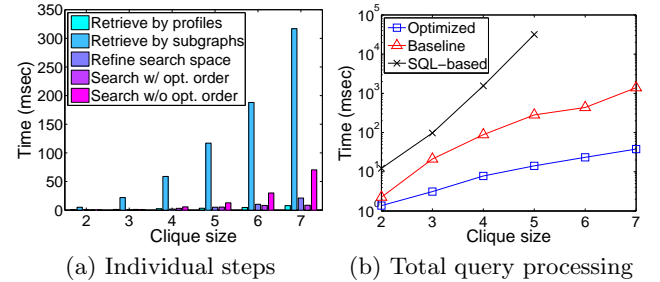 350
300
250
200
150
100
50
0
Time (msec)
Retrieve by profiles
Retrieve by subgraphs
Refine search space
Search w/ opt. order
Search w/o opt. order
2 3 4 5 6 7
Clique size
(a) Individual steps
10^5
10^4
10^3
10^2
10^1
10^0
Time (msec)
Optimized
Baseline
SQL-based
2 3 4 5 6 7
Clique size
(b) Total query processing